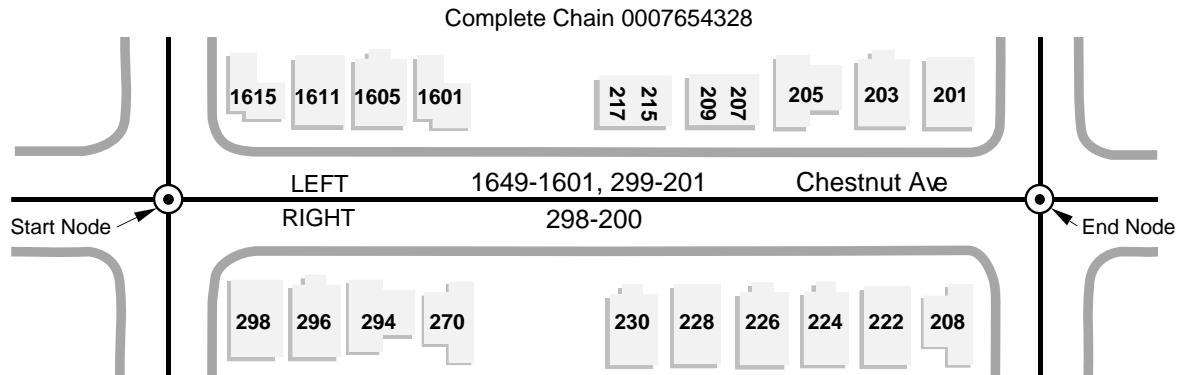 Complete Chain 0007654328
1615 1611 1605 1601 217 215 209 207 205 203 201
LEFT 1649-1601, 299-201 Chestnut Ave
Start Node RIGHT 298-200 End Node
298 296 294 270 230 228 226 224 222 208